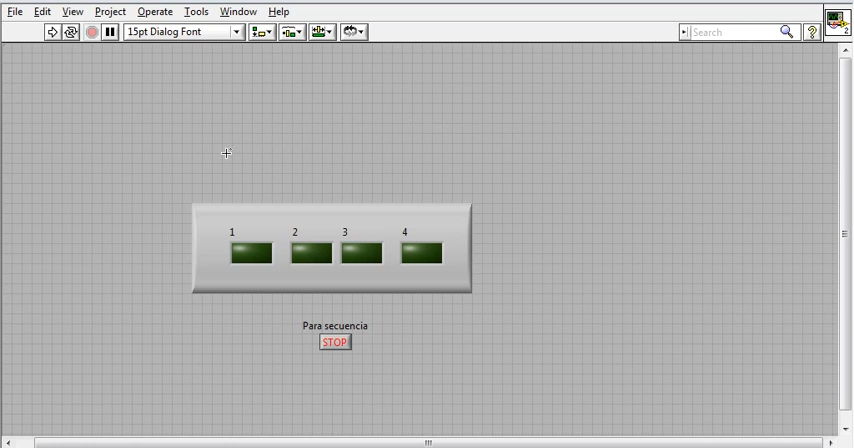 File Edit View Project Operate Tools Window Help
15pt Dialog Font Search ? 2
1 2 3 4
Para secuencia
STOP